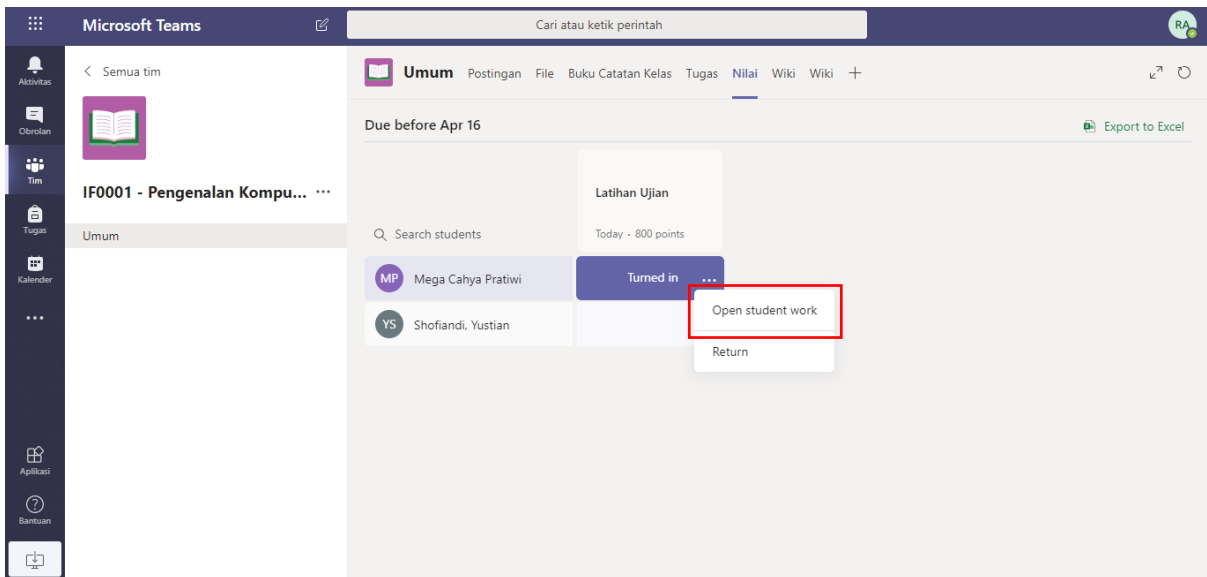 Microsoft Teams
Cari atau ketik perintah
RA
Aktivitas
Obrolan
Tim
Tugas
Kalender
Aplikasi
Bantuan
Semua tim
IF0001 - Pengenalan Kompu... ...
Umum
Umum Postingan File Buku Catatan Kelas Tugas Nilai Wiki Wiki
Due before Apr 16
Export to Excel
Latihan Ujian
Search students
Today · 800 points
MP Mega Cahya Pratiwi
Turned in ...
YS Shofiandi, Yustian
Open student work
Return